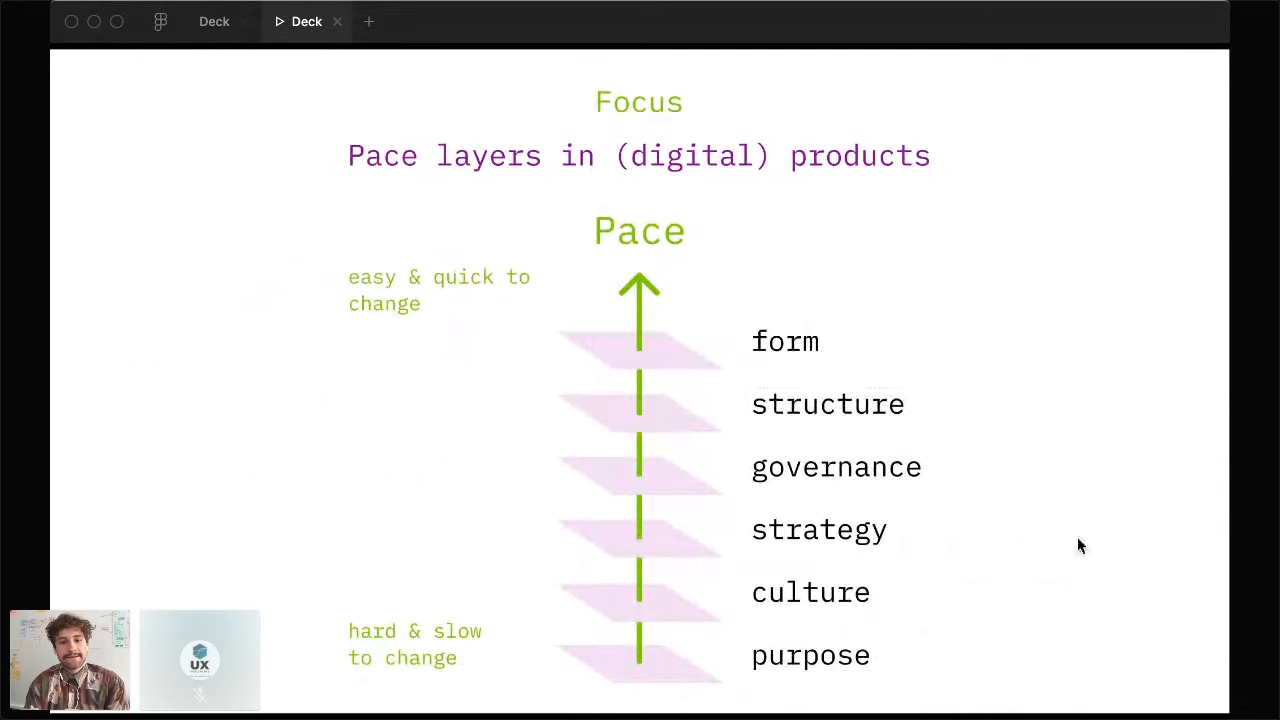 Deck
Deck
Focus
Pace layers in (digital) products
Pace
easy & quick to
change
form
structure
governance
strategy
culture
hard & slow
to change
purpose
UX